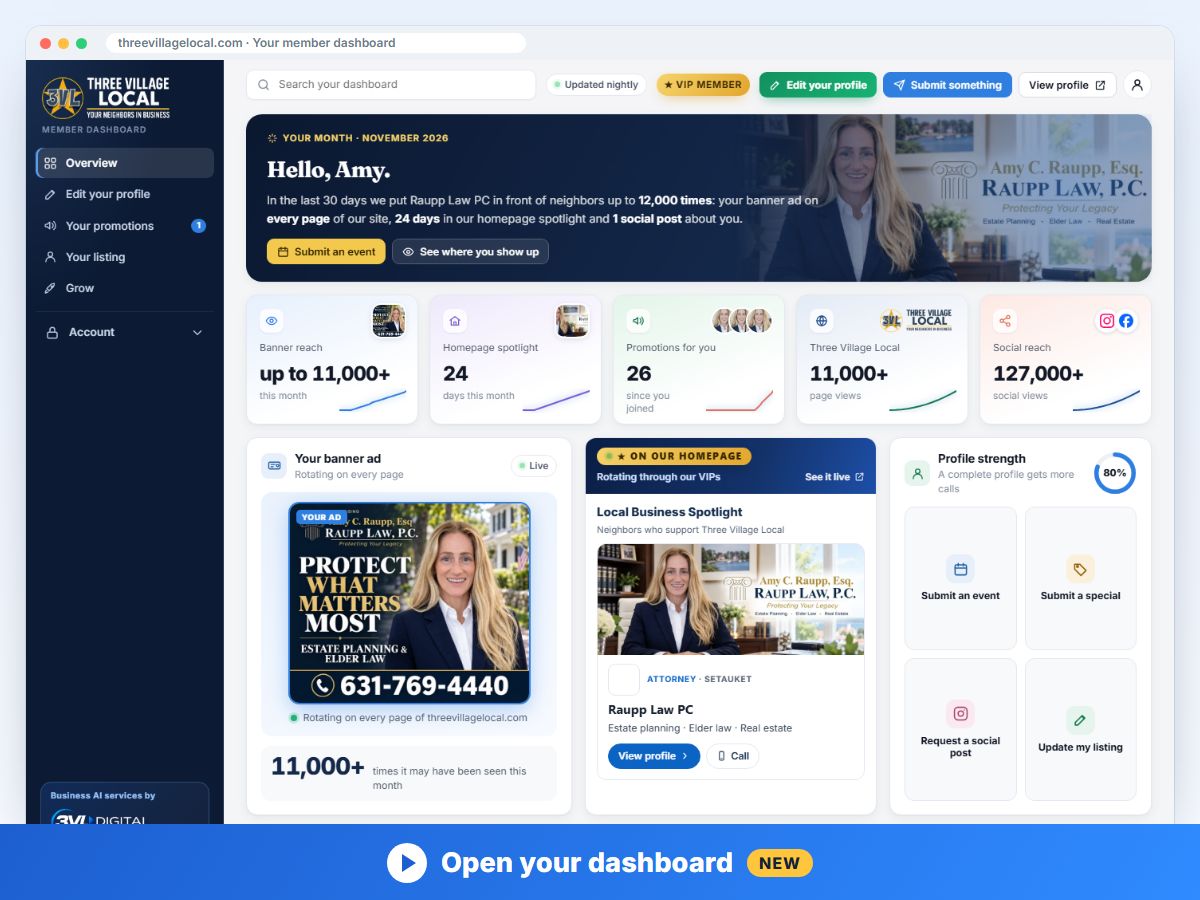 threevillagelocal.com · Your member dashboard
3VL THREE VILLAGE LOCAL
YOUR NEIGHBORS IN BUSINESS
MEMBER DASHBOARD
Overview
Edit your profile
Your promotions 1
Your listing
Grow
Account
Business AI services by
3VL DIGITAL
Search your dashboard
Updated nightly
★ VIP MEMBER
Edit your profile
Submit something
View profile
YOUR MONTH · NOVEMBER 2026
Hello, Amy.
In the last 30 days we put Raupp Law PC in front of neighbors up to 12,000 times: your banner ad on
every page of our site, 24 days in our homepage spotlight and 1 social post about you.
Submit an event
See where you show up
Amy C. Raupp, Esq.
RAUPP LAW, P.C.
Protecting Your Legacy
Estate Planning - Elder Law - Real Estate
Banner reach
up to 11,000+
this month
Homepage spotlight
24
days this month
Promotions for you
26
since you
joined
3VL THREE VILLAGE LOCAL
Three Village Local
11,000+
page views
Social reach
127,000+
social views
Your banner ad
Rotating on every page
Live
YOUR AD
C. Raupp, Esq
RAUPP LAW, P.C.
Protecting Your Legacy
PROTECT
WHAT
MATTERS
MOST
ESTATE PLANNING &
ELDER LAW
631-769-4440
Rotating on every page of threevillagelocal.com
11,000+
times it may have been seen this
month
★ ON OUR HOMEPAGE
Rotating through our VIPs
See it live
Local Business Spotlight
Neighbors who support Three Village Local
Amy C. Raupp, Esq.
RAUPP LAW, P.C.
Protecting Your Legacy
Estate Planning - Elder Law - Real Estate
ATTORNEY · SETAUKET
Raupp Law PC
Estate planning · Elder law · Real estate
View profile
Call
Profile strength
A complete profile gets more
calls
80%
Submit an event
Submit a special
Request a social
post
Update my listing
Open your dashboard NEW